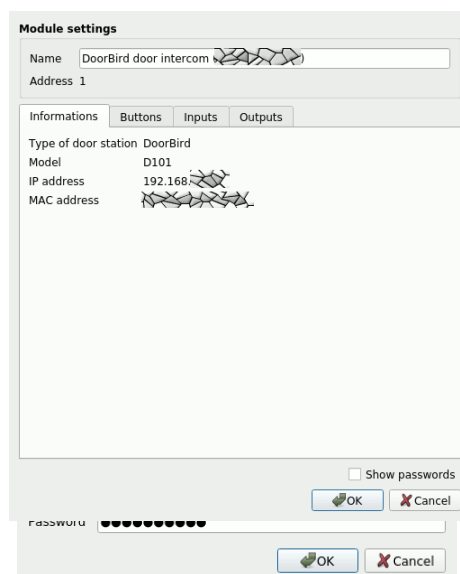 Module settings
Name DoorBird door intercom
Address 1
Informations Buttons Inputs Outputs
Type of door station DoorBird
Model D101
IP address 192.168.
MAC address
Show passwords
OK Cancel
Password ●●●●●●●●●●
OK Cancel